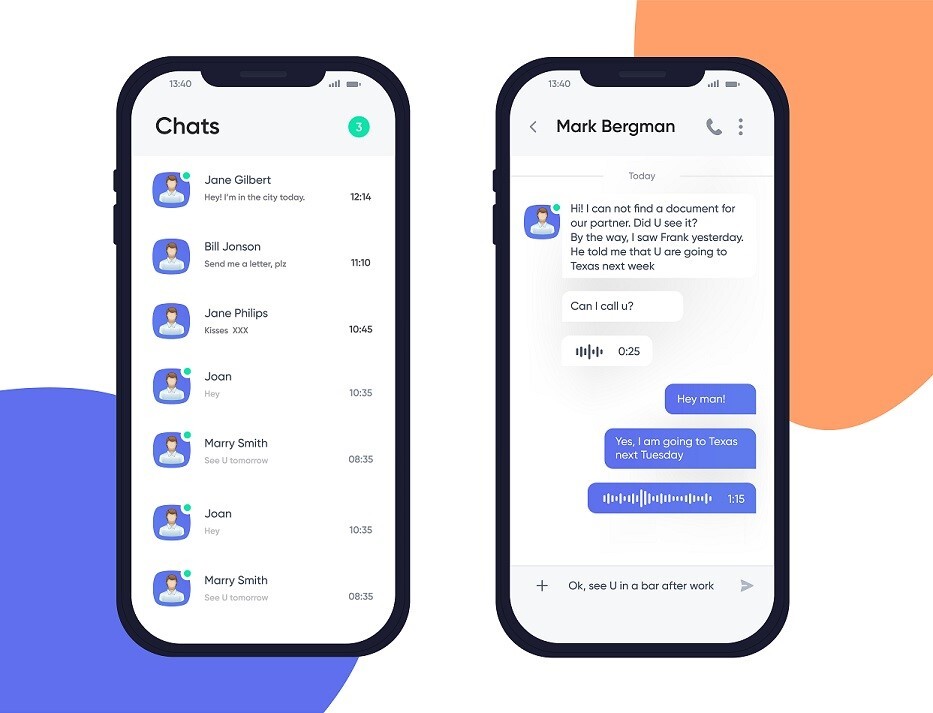 13:40
Chats
3
Jane Gilbert
Hey! I'm in the city today.
12:14
Bill Jonson
Send me a letter, plz
11:10
Jane Philips
Kisses XXX
10:45
Joan
Hey
10:35
Marry Smith
See U tomorrow
08:35
Joan
Hey
10:35
Marry Smith
See U tomorrow
08:35
13:40
Mark Bergman
Today
Hi! I can not find a document for
our partner. Did U see it?
By the way, I saw Frank yesterday.
He told me that U are going to
Texas next week
Can I call u?
0:25
Hey man!
Yes, I am going to Texas
next Tuesday
1:15
Ok, see U in a bar after work